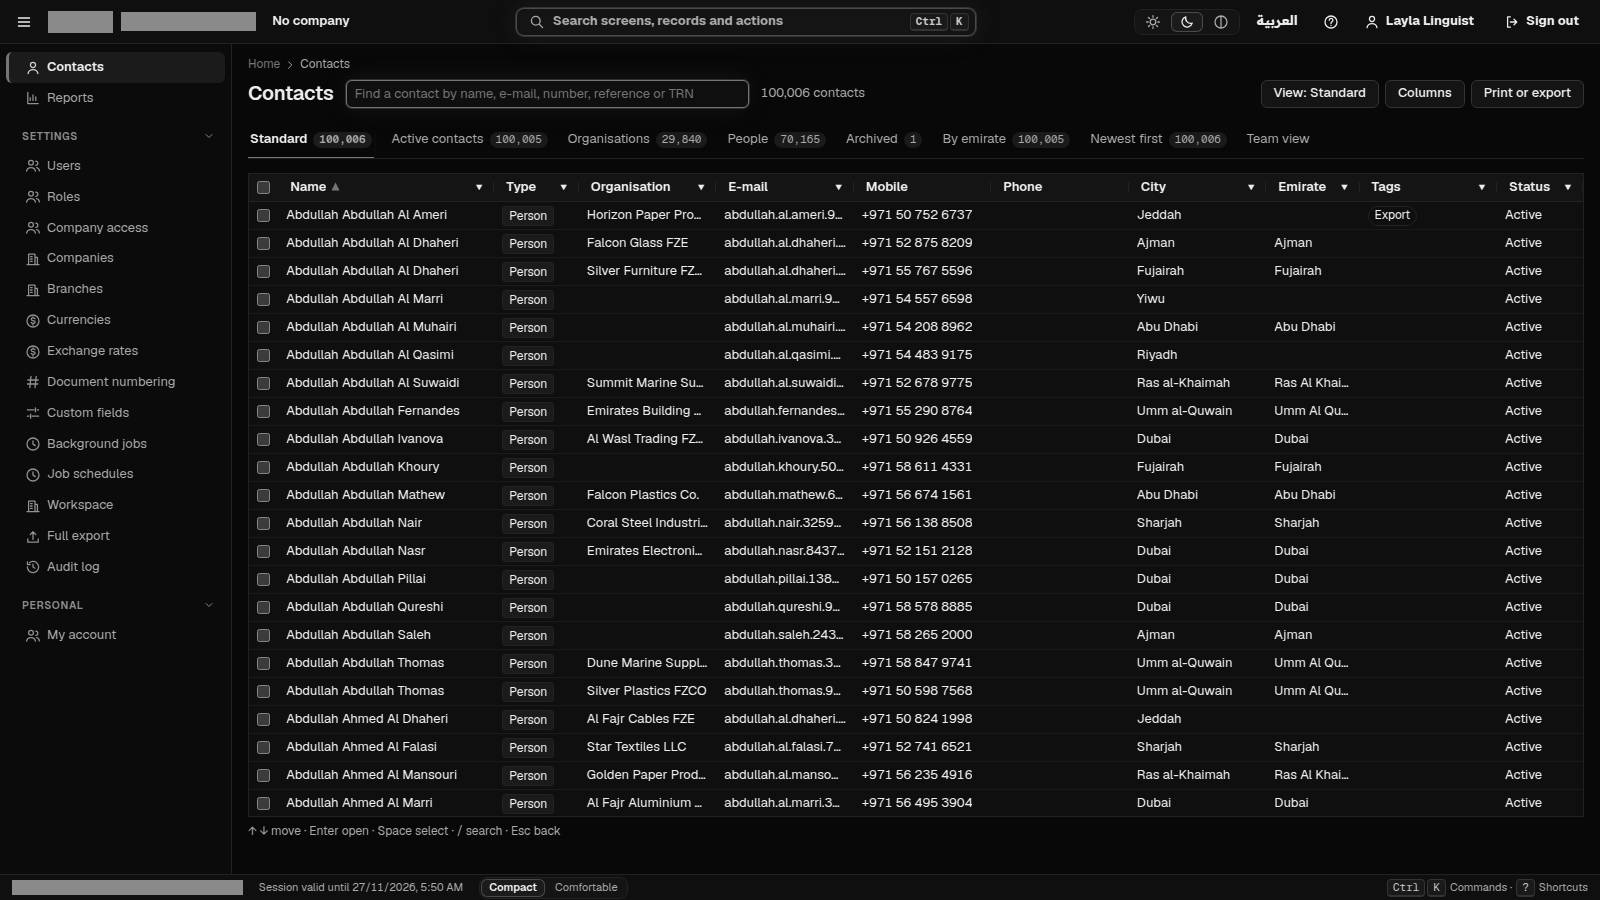 No company Search screens, records and actions Ctrl K العربية Layla Linguist Sign out
Contacts
Reports
SETTINGS
Users
Roles
Company access
Companies
Branches
Currencies
Exchange rates
Document numbering
Custom fields
Background jobs
Job schedules
Workspace
Full export
Audit log
PERSONAL
My account
Home > Contacts
Contacts Find a contact by name, e-mail, number, reference or TRN 100,006 contacts View: Standard Columns Print or export
Standard 100,006 Active contacts 100,005 Organisations 29,840 People 70,165 Archived 1 By emirate 100,005 Newest first 100,006 Team view
Name ▲ ▼ Type ▼ Organisation ▼ E-mail ▼ Mobile Phone City ▼ Emirate ▼ Tags ▼ Status ▼
Abdullah Abdullah Al Ameri Person Horizon Paper Pro… abdullah.al.ameri.9… +971 50 752 6737 Jeddah Export Active
Abdullah Abdullah Al Dhaheri Person Falcon Glass FZE abdullah.al.dhaheri.… +971 52 875 8209 Ajman Ajman Active
Abdullah Abdullah Al Dhaheri Person Silver Furniture FZ… abdullah.al.dhaheri.… +971 55 767 5596 Fujairah Fujairah Active
Abdullah Abdullah Al Marri Person abdullah.al.marri.9… +971 54 557 6598 Yiwu Active
Abdullah Abdullah Al Muhairi Person abdullah.al.muhairi.… +971 54 208 8962 Abu Dhabi Abu Dhabi Active
Abdullah Abdullah Al Qasimi Person abdullah.al.qasimi.… +971 54 483 9175 Riyadh Active
Abdullah Abdullah Al Suwaidi Person Summit Marine Su… abdullah.al.suwaidi… +971 52 678 9775 Ras al-Khaimah Ras Al Khai… Active
Abdullah Abdullah Fernandes Person Emirates Building … abdullah.fernandes… +971 55 290 8764 Umm al-Quwain Umm Al Qu… Active
Abdullah Abdullah Ivanova Person Al Wasl Trading FZ… abdullah.ivanova.3… +971 50 926 4559 Dubai Dubai Active
Abdullah Abdullah Khoury Person abdullah.khoury.50… +971 58 611 4331 Fujairah Fujairah Active
Abdullah Abdullah Mathew Person Falcon Plastics Co. abdullah.mathew.6… +971 56 674 1561 Abu Dhabi Abu Dhabi Active
Abdullah Abdullah Nair Person Coral Steel Industri… abdullah.nair.3259… +971 56 138 8508 Sharjah Sharjah Active
Abdullah Abdullah Nasr Person Emirates Electroni… abdullah.nasr.8437… +971 52 151 2128 Dubai Dubai Active
Abdullah Abdullah Pillai Person abdullah.pillai.138… +971 50 157 0265 Dubai Dubai Active
Abdullah Abdullah Qureshi Person abdullah.qureshi.9… +971 58 578 8885 Dubai Dubai Active
Abdullah Abdullah Saleh Person abdullah.saleh.243… +971 58 265 2000 Ajman Ajman Active
Abdullah Abdullah Thomas Person Dune Marine Suppl… abdullah.thomas.3… +971 58 847 9741 Umm al-Quwain Umm Al Qu… Active
Abdullah Abdullah Thomas Person Silver Plastics FZCO abdullah.thomas.9… +971 50 598 7568 Umm al-Quwain Umm Al Qu… Active
Abdullah Ahmed Al Dhaheri Person Al Fajr Cables FZE abdullah.al.dhaheri.… +971 50 824 1998 Jeddah Active
Abdullah Ahmed Al Falasi Person Star Textiles LLC abdullah.al.falasi.7… +971 52 741 6521 Sharjah Sharjah Active
Abdullah Ahmed Al Mansouri Person Golden Paper Prod… abdullah.al.manso… +971 56 235 4916 Ras al-Khaimah Ras Al Khai… Active
Abdullah Ahmed Al Marri Person Al Fajr Aluminium … abdullah.al.marri.3… +971 56 495 3904 Dubai Dubai Active
↑↓ move · Enter open · Space select · / search · Esc back
Session valid until 27/11/2026, 5:50 AM Compact Comfortable Ctrl K Commands · ? Shortcuts